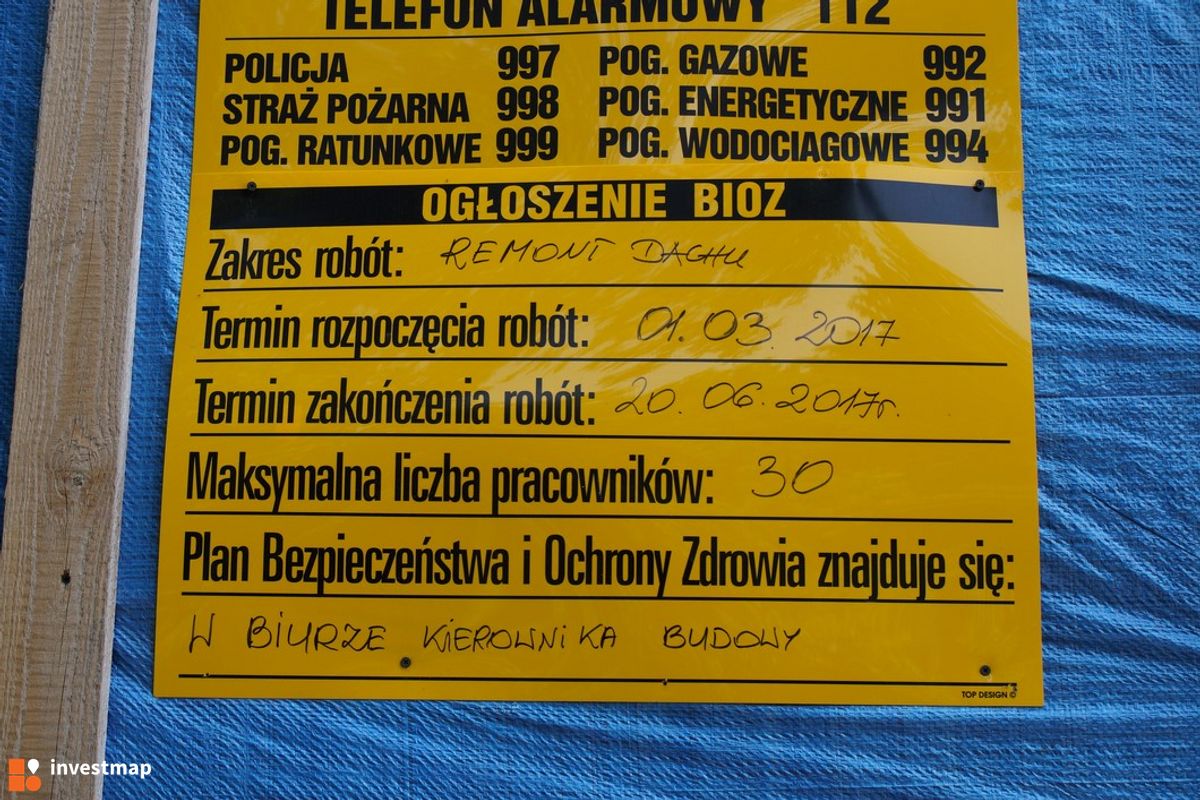 TELEFON ALARMOWY 112
POLICJA 997 POG. GAZOWE 992
STRAŻ POŻARNA 998 POG. ENERGETYCZNE 991
POG. RATUNKOWE 999 POG. WODOCIĄGOWE 994
OGŁOSZENIE BIOZ
Zakres robót: REMONT DACHU
Termin rozpoczęcia robót: 01.03.2017
Termin zakończenia robót: 20.06.2017r.
Maksymalna liczba pracowników: 30
Plan Bezpieczeństwa i Ochrony Zdrowia znajduje się:
W BIURZE KIEROWNIKA BUDOWY
TOP DESIGN ©
investmap